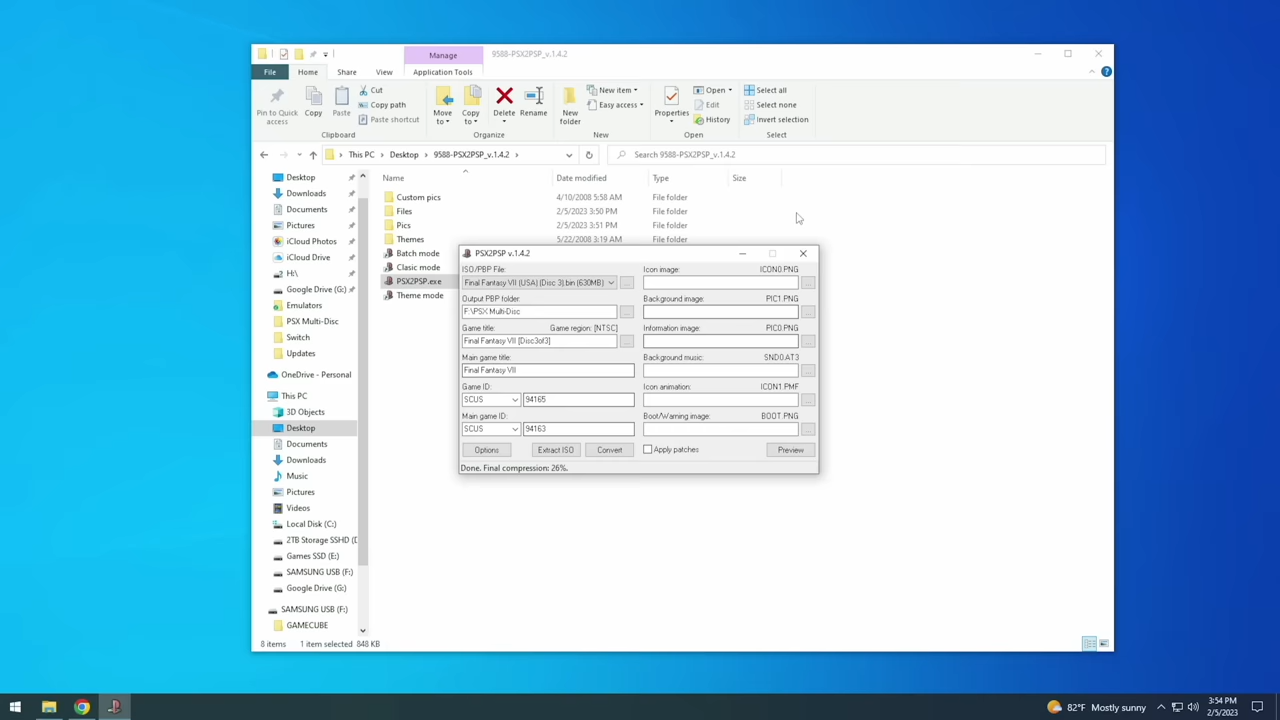 Manage
9588-PSX2PSP_v.1.4.2
File
Home
Share
View
Application Tools
Pin to Quick
access
Copy
Paste
Cut
Copy path
Paste shortcut
Clipboard
Move
to
Copy
to
Delete
Rename
Organize
New
folder
New item
Easy access
New
Properties
Open
Edit
History
Open
Select all
Select none
Invert selection
Select
This PC
Desktop
9588-PSX2PSP_v.1.4.2
Search 9588-PSX2PSP_v.1.4.2
Name
Date modified
Type
Size
Desktop
Downloads
Documents
Pictures
iCloud Photos
iCloud Drive
H:\
Google Drive (G:)
Emulators
PSX Multi-Disc
Switch
Updates
OneDrive - Personal
This PC
3D Objects
Desktop
Documents
Downloads
Music
Pictures
Videos
Local Disk (C:)
2TB Storage SSHD (D
Games SSD (E:)
SAMSUNG USB (F:)
Google Drive (G:)
SAMSUNG USB (F:)
GAMECUBE
Custom pics 4/10/2008 5:58 AM File folder
Files 2/5/2023 3:50 PM File folder
Pics 2/5/2023 3:51 PM File folder
Themes 5/22/2008 3:19 AM File folder
Batch mode
Clasic mode
PSX2PSP.exe
Theme mode
PSX2PSP v.1.4.2
ISO/PBP File:
Final Fantasy VII (USA) (Disc 3).bin (630MB)
...
Output PBP folder:
F:\PSX Multi-Disc
...
Game title: Game region: [NTSC]
Final Fantasy VII [Disc3of3]
...
Main game title:
Final Fantasy VII
Game ID:
SCUS 94165
Main game ID:
SCUS 94163
Options
Extract ISO
Convert
Icon image: ICON0.PNG
...
Background image: PIC1.PNG
...
Information image: PIC0.PNG
...
Background music: SND0.AT3
...
Icon animation: ICON1.PMF
...
Boot/Warning image: BOOT.PNG
...
Apply patches
Preview
Done. Final compression: 26%.
8 items 1 item selected 848 KB
82°F Mostly sunny
3:54 PM
2/5/2023